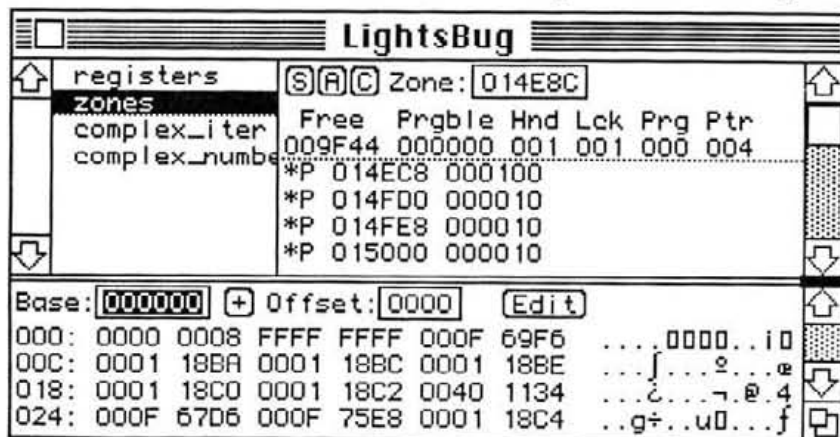 LightsBug
registers
zones
complex_iter
complex_numbe
S A C Zone: 014E8C
Free Prgble Hnd Lck Prg Ptr
009F44 000000 001 001 000 004
*P 014EC8 000100
*P 014FD0 000010
*P 014FE8 000010
*P 015000 000010
Base: 000000 + Offset: 0000 Edit
000: 0000 0008 FFFF FFFF 000F 69F6 ....▯▯▯▯..i▯
00C: 0001 18BA 0001 18BC 0001 18BE ...∫...º...æ
018: 0001 18C0 0001 18C2 0040 1134 ...¿...¬.@.4
024: 000F 67D6 000F 75E8 0001 18C4 ..g÷..u▯...ƒ